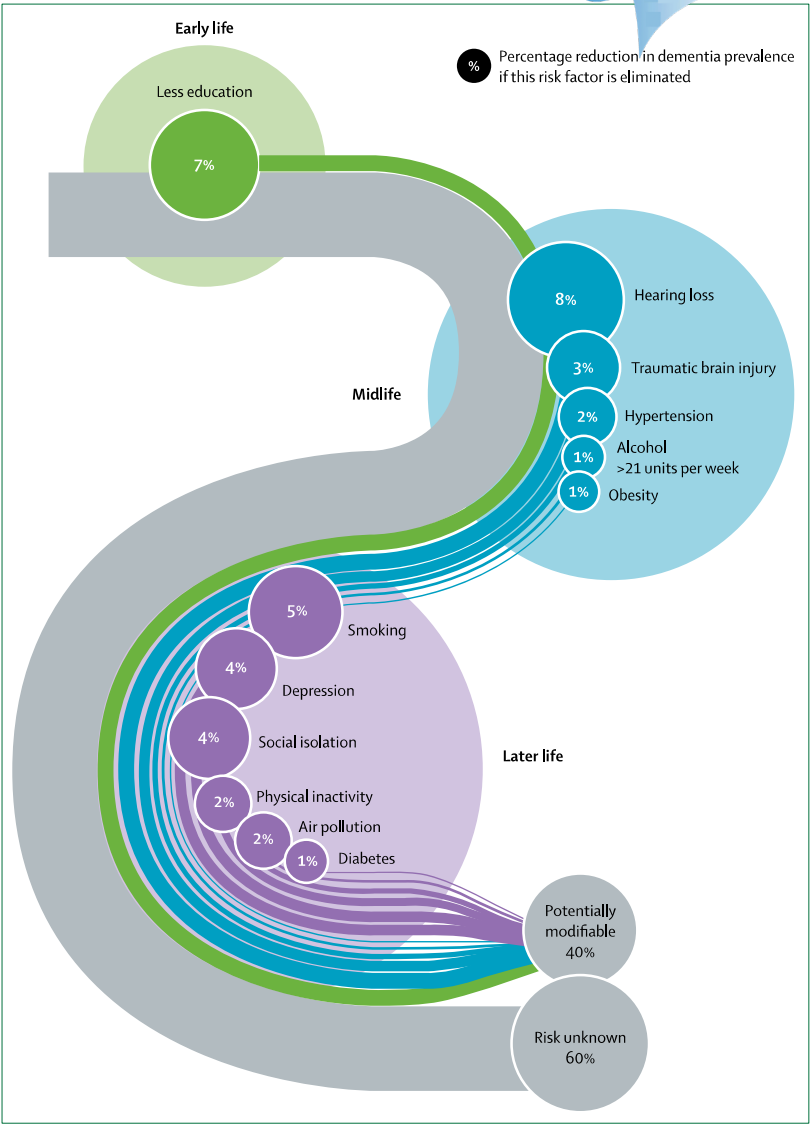 Early life
%
Percentage reduction in dementia prevalence
if this risk factor is eliminated
Less education
7%
8%
Hearing loss
3%
Traumatic brain injury
Midlife
2%
Hypertension
1%
Alcohol
>21 units per week
1%
Obesity
5%
Smoking
4%
Depression
4%
Social isolation
Later life
2%
Physical inactivity
2%
Air pollution
1%
Diabetes
Potentially
modifiable
40%
Risk unknown
60%